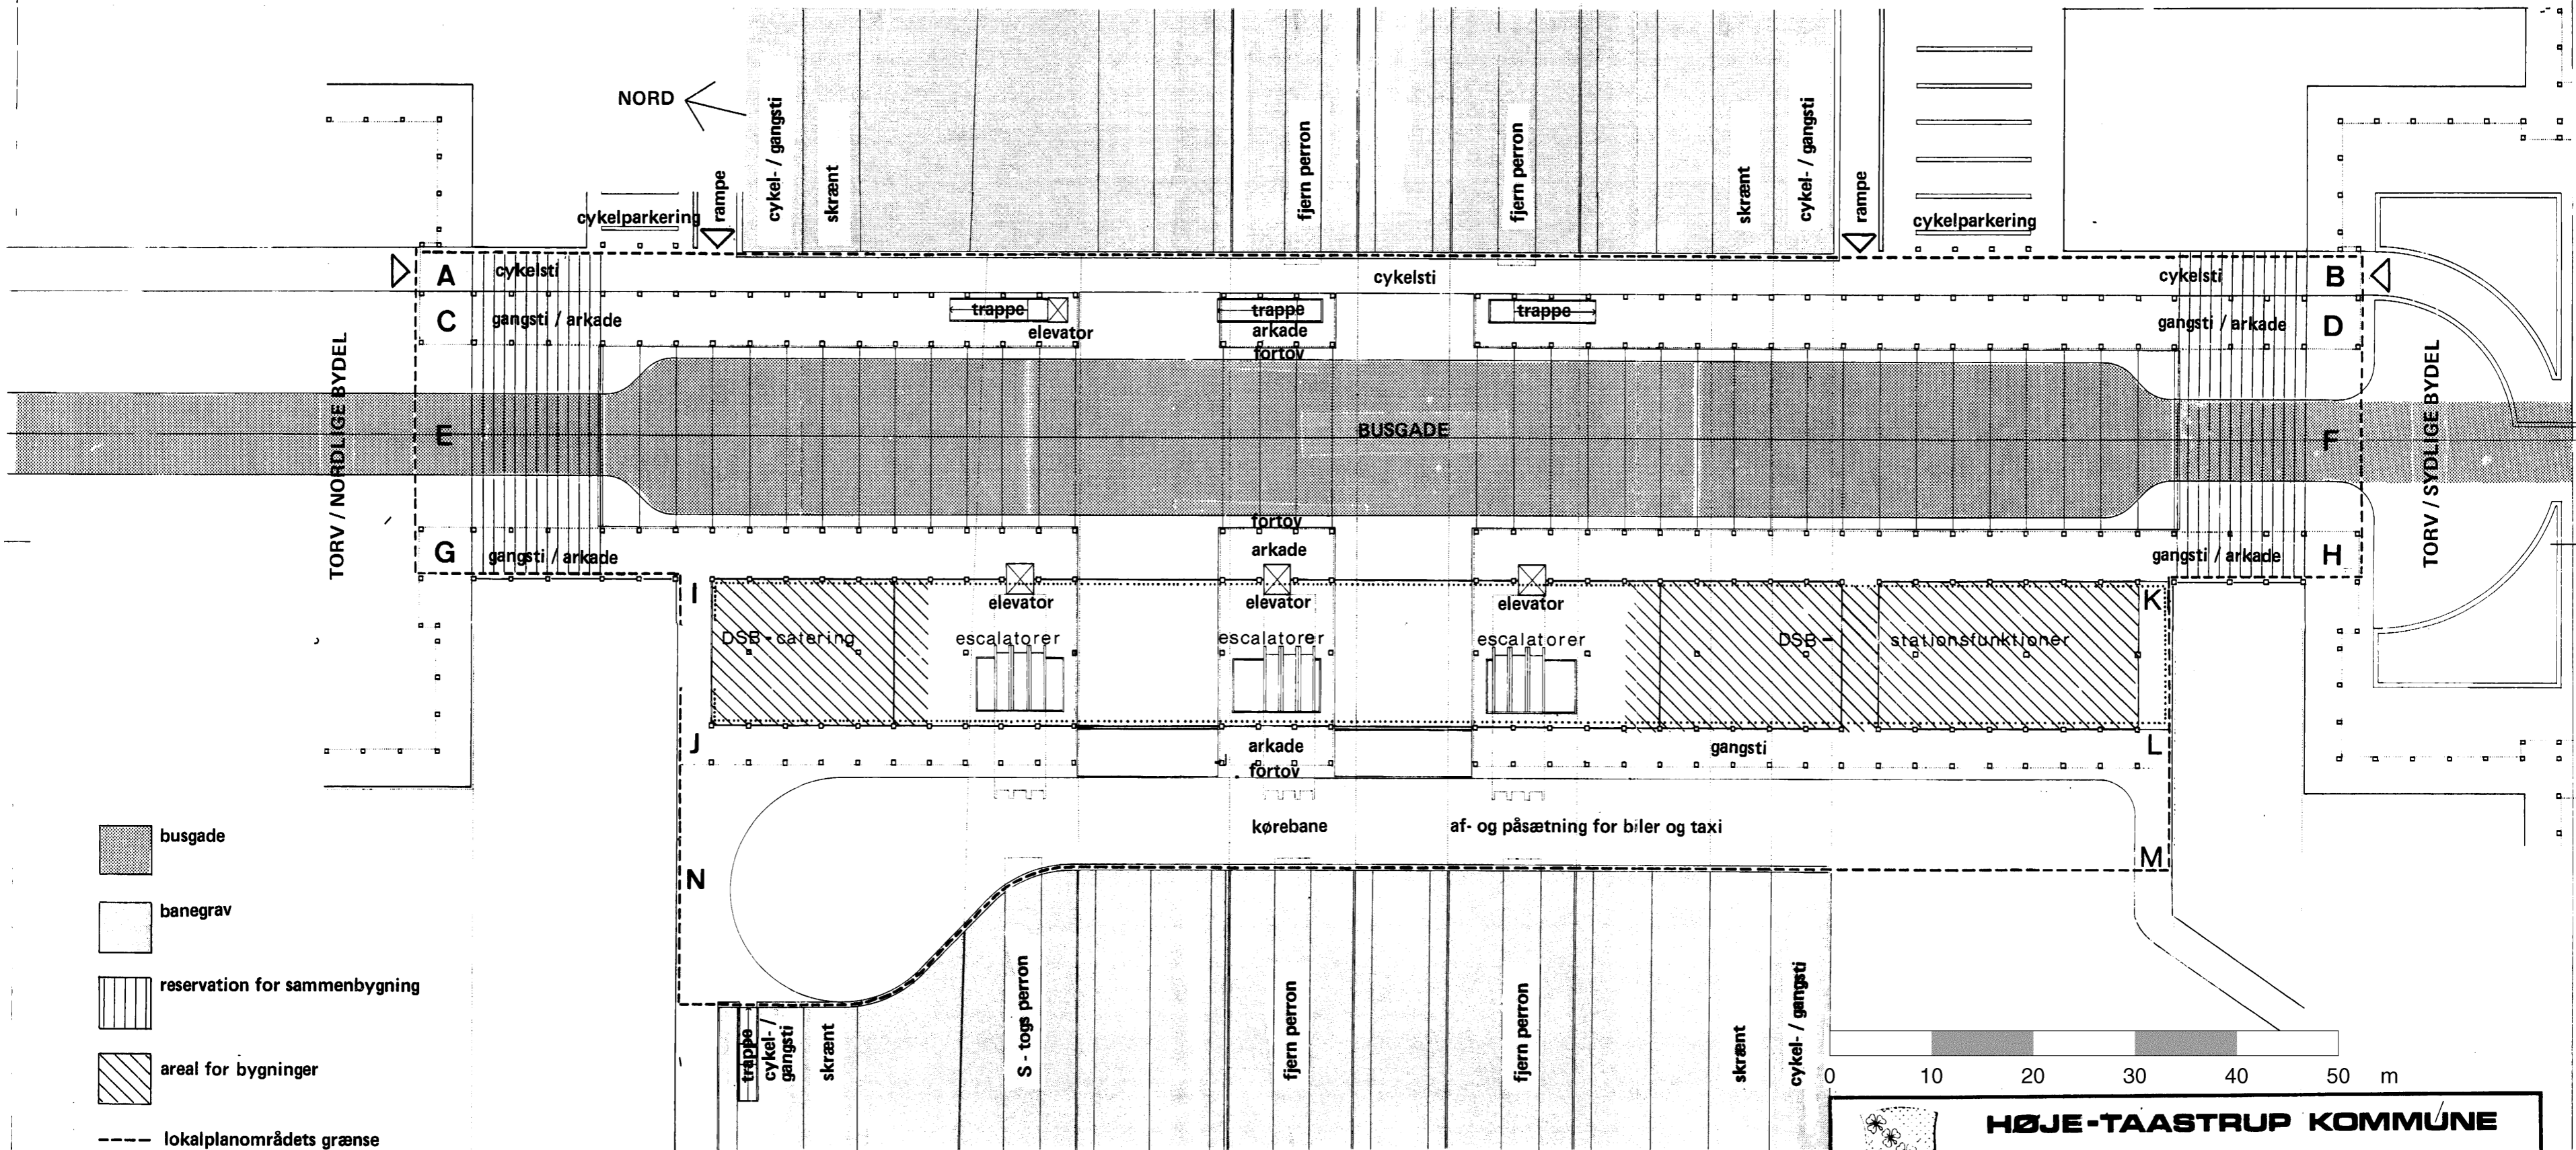 NORD
cykel- / gangsti
skrænt
fjern perron
fjern perron
skrænt
cykel- / gangsti
rampe
rampe
cykelparkering
cykelparkering
A
cykelsti
cykelsti
cykelsti
B
C
gangsti / arkade
trappe
elevator
trappe
arkade
fortov
trappe
gangsti / arkade
D
TORV / NORDLIGE BYDEL
E
BUSGADE
F
TORV / SYDLIGE BYDEL
G
gangsti / arkade
fortov
arkade
gangsti / arkade
H
I
elevator
elevator
elevator
K
DSB - catering
escalatorer
escalatorer
escalatorer
DSB - stationsfunktioner
J
arkade
fortov
gangsti
L
kørebane
af- og påsætning for biler og taxi
M
N
busgade
banegrav
reservation for sammenbygning
areal for bygninger
lokalplanområdets grænse
trappe
cykel- /
gangsti
skrænt
S - togs perron
fjern perron
fjern perron
skrænt
cykel- / gangsti
0 10 20 30 40 50 m
HØJE-TAASTRUP KOMMUNE